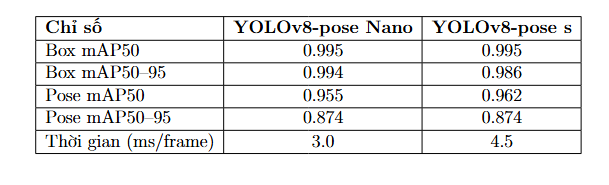 Chỉ số YOLOv8-pose Nano YOLOv8-pose s
Box mAP50 0.995 0.995
Box mAP50–95 0.994 0.986
Pose mAP50 0.955 0.962
Pose mAP50–95 0.874 0.874
Thời gian (ms/frame) 3.0 4.5